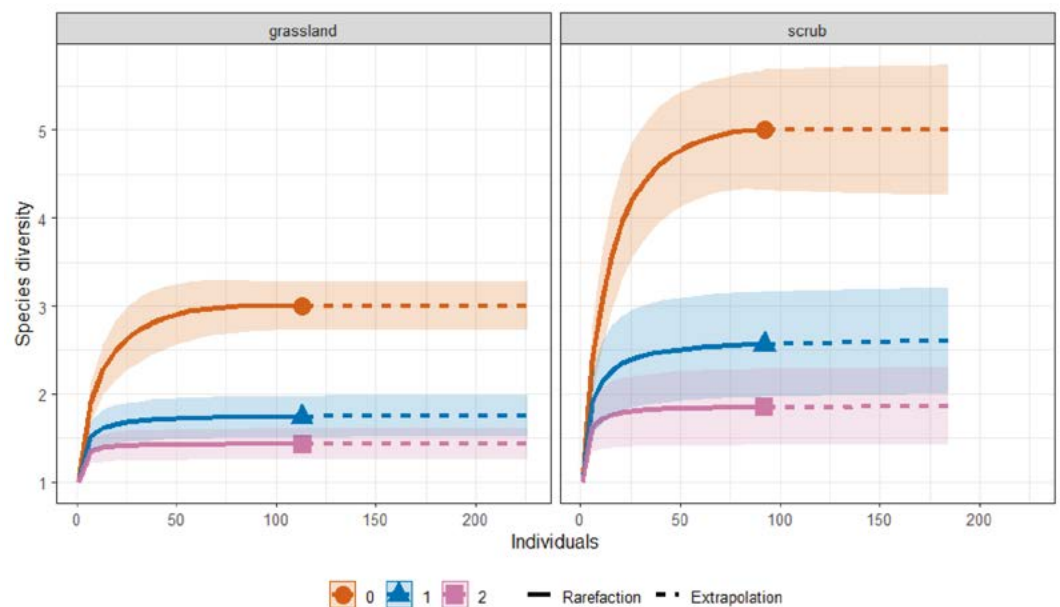 grassland
scrub
Species diversity
5
4
3
2
1
0 50 100 150 200
0 50 100 150 200
Individuals
0 1 2 Rarefaction Extrapolation